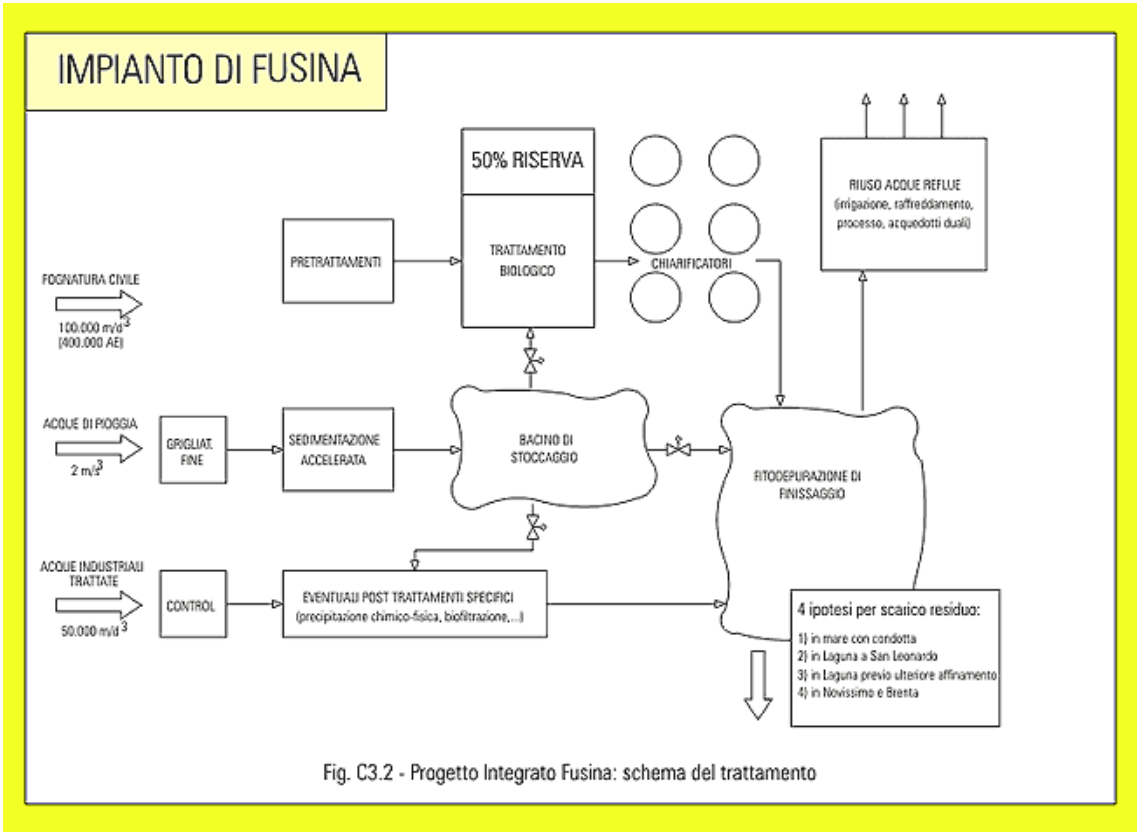 IMPIANTO DI FUSINA
50% RISERVA
TRATTAMENTO
BIOLOGICO
PRETRATTAMENTI
CHIARIFICATORI
RIUSO ACQUE REFLUE
(irrigazione, raffreddamento,
processo, acquedotti duali)
FOGNATURA CIVILE
100.000 m/d3
(400.000 AE)
ACQUE DI PIOGGIA
2 m/s3
GRIGLIAT.
FINE
SEDIMENTAZIONE
ACCELERATA
BACINO DI
STOCCAGGIO
FITODEPURAZIONE DI
FINISSAGGIO
ACQUE INDUSTRIALI
TRATTATE
50.000 m/d3
CONTROL
EVENTUALI POST TRATTAMENTI SPECIFICI
(precipitazione chimico-fisica, biofiltrazione,...)
4 ipotesi per scarico residuo:
1) in mare con condotta
2) in Laguna a San Leonardo
3) in Laguna previo ulteriore affinamento
4) in Novissimo e Brenta
Fig. C3.2 - Progetto Integrato Fusina: schema del trattamento